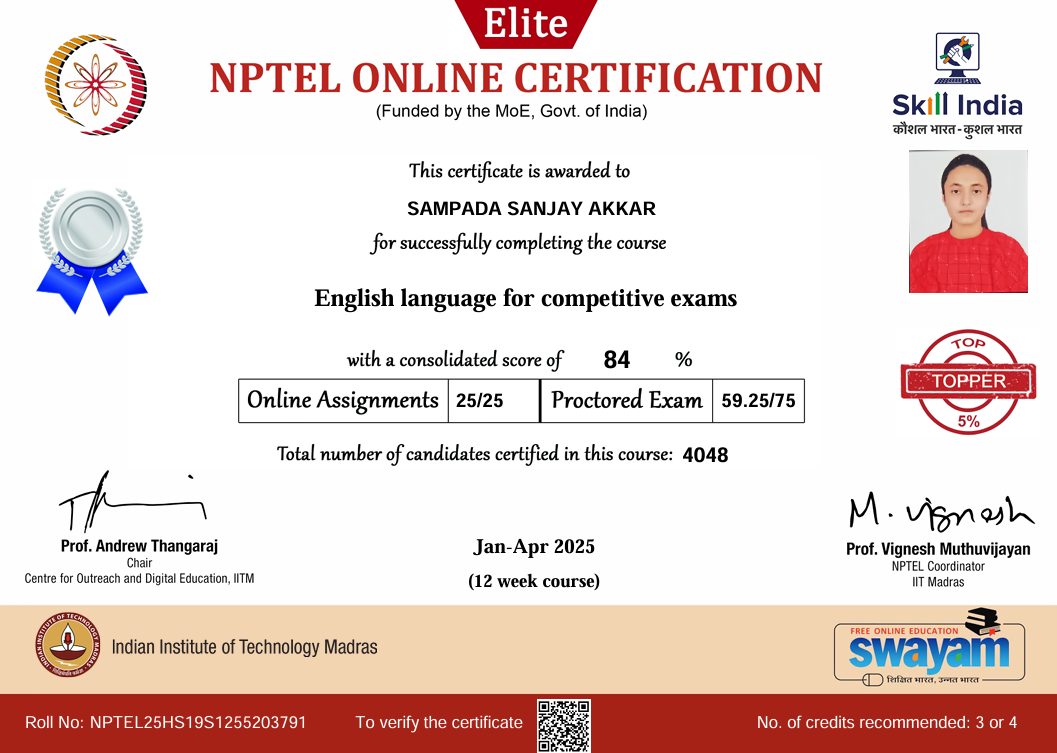 Elite
NPTEL ONLINE CERTIFICATION
(Funded by the MoE, Govt. of India)
Skill India
कौशल भारत - कुशल भारत
This certificate is awarded to
SAMPADA SANJAY AKKAR
for successfully completing the course
English language for competitive exams
with a consolidated score of 84 %
Online Assignments 25/25 Proctored Exam 59.25/75
TOP
TOPPER
5%
Total number of candidates certified in this course: 4048
M. Vignesh
Prof. Andrew Thangaraj
Chair
Centre for Outreach and Digital Education, IITM
Jan-Apr 2025
(12 week course)
Prof. Vignesh Muthuvijayan
NPTEL Coordinator
IIT Madras
INDIAN INSTITUTE OF TECHNOLOGY MADRAS
Indian Institute of Technology Madras
FREE ONLINE EDUCATION
swayam
शिक्षित भारत, उन्नत भारत
Roll No: NPTEL25HS19S1255203791
To verify the certificate
No. of credits recommended: 3 or 4